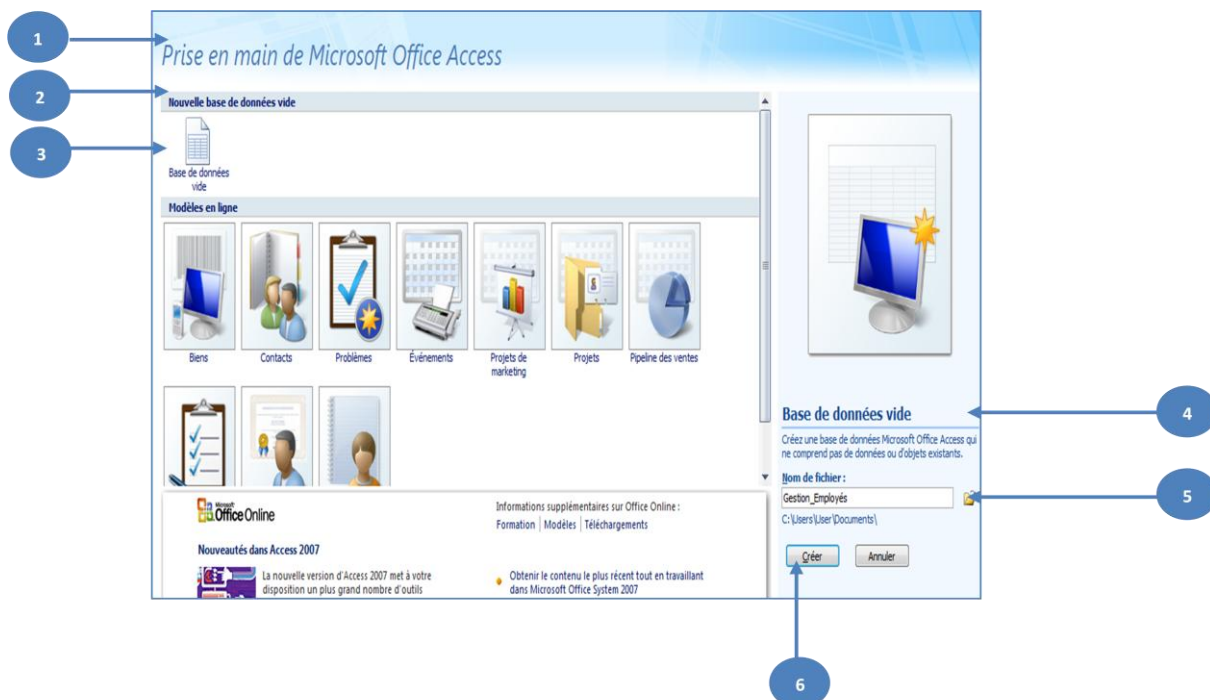 1
Prise en main de Microsoft Office Access
2
Nouvelle base de données vide
3
Base de données
vide
Modèles en ligne
Biens
Contacts
Problèmes
Événements
Projets de
marketing
Projets
Pipeline des ventes
Base de données vide
4
Créez une base de données Microsoft Office Access qui
ne comprend pas de données ou d'objets existants.
Nom de fichier :
Gestion_Employés
5
C:\Users\User\Documents\
Créer
Annuler
6
Microsoft
Office Online
Informations supplémentaires sur Office Online :
Formation | Modèles | Téléchargements
Nouveautés dans Access 2007
La nouvelle version d'Access 2007 met à votre
disposition un plus grand nombre d'outils
Obtenir le contenu le plus récent tout en travaillant
dans Microsoft Office System 2007